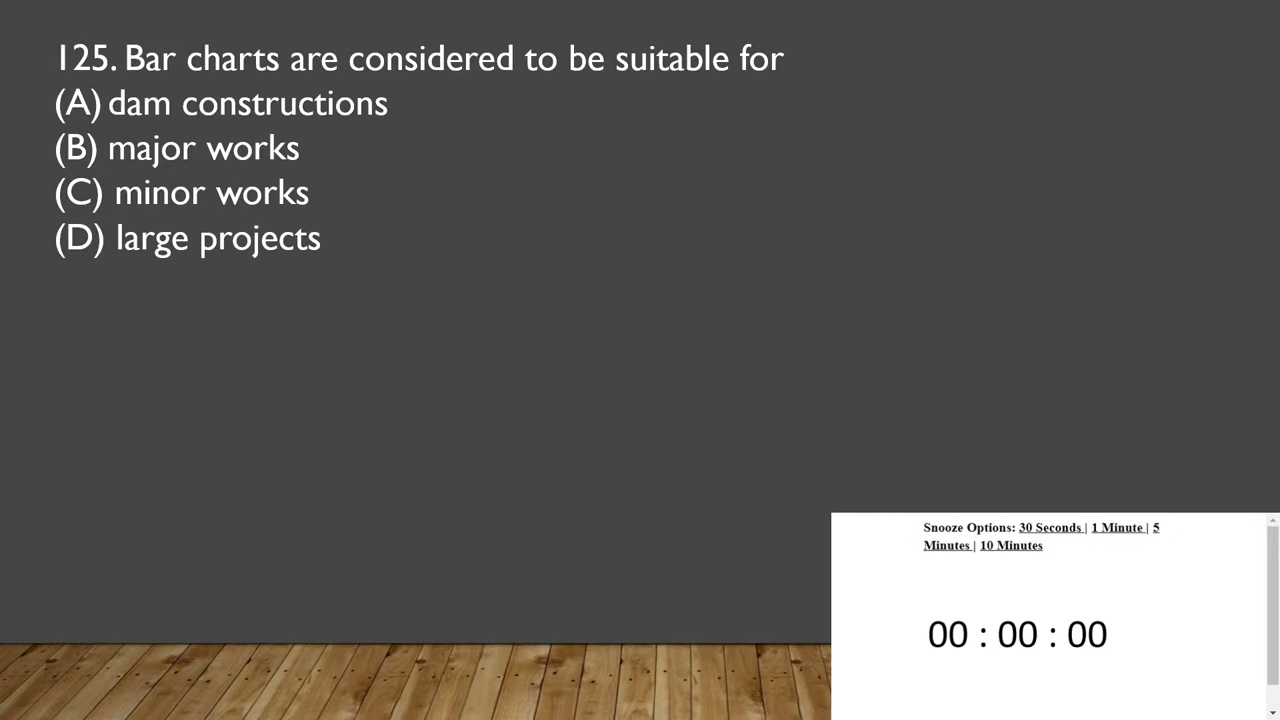 125. Bar charts are considered to be suitable for
(A) dam constructions
(B) major works
(C) minor works
(D) large projects
Snooze Options: 30 Seconds | 1 Minute | 5
Minutes | 10 Minutes
00 : 00 : 00